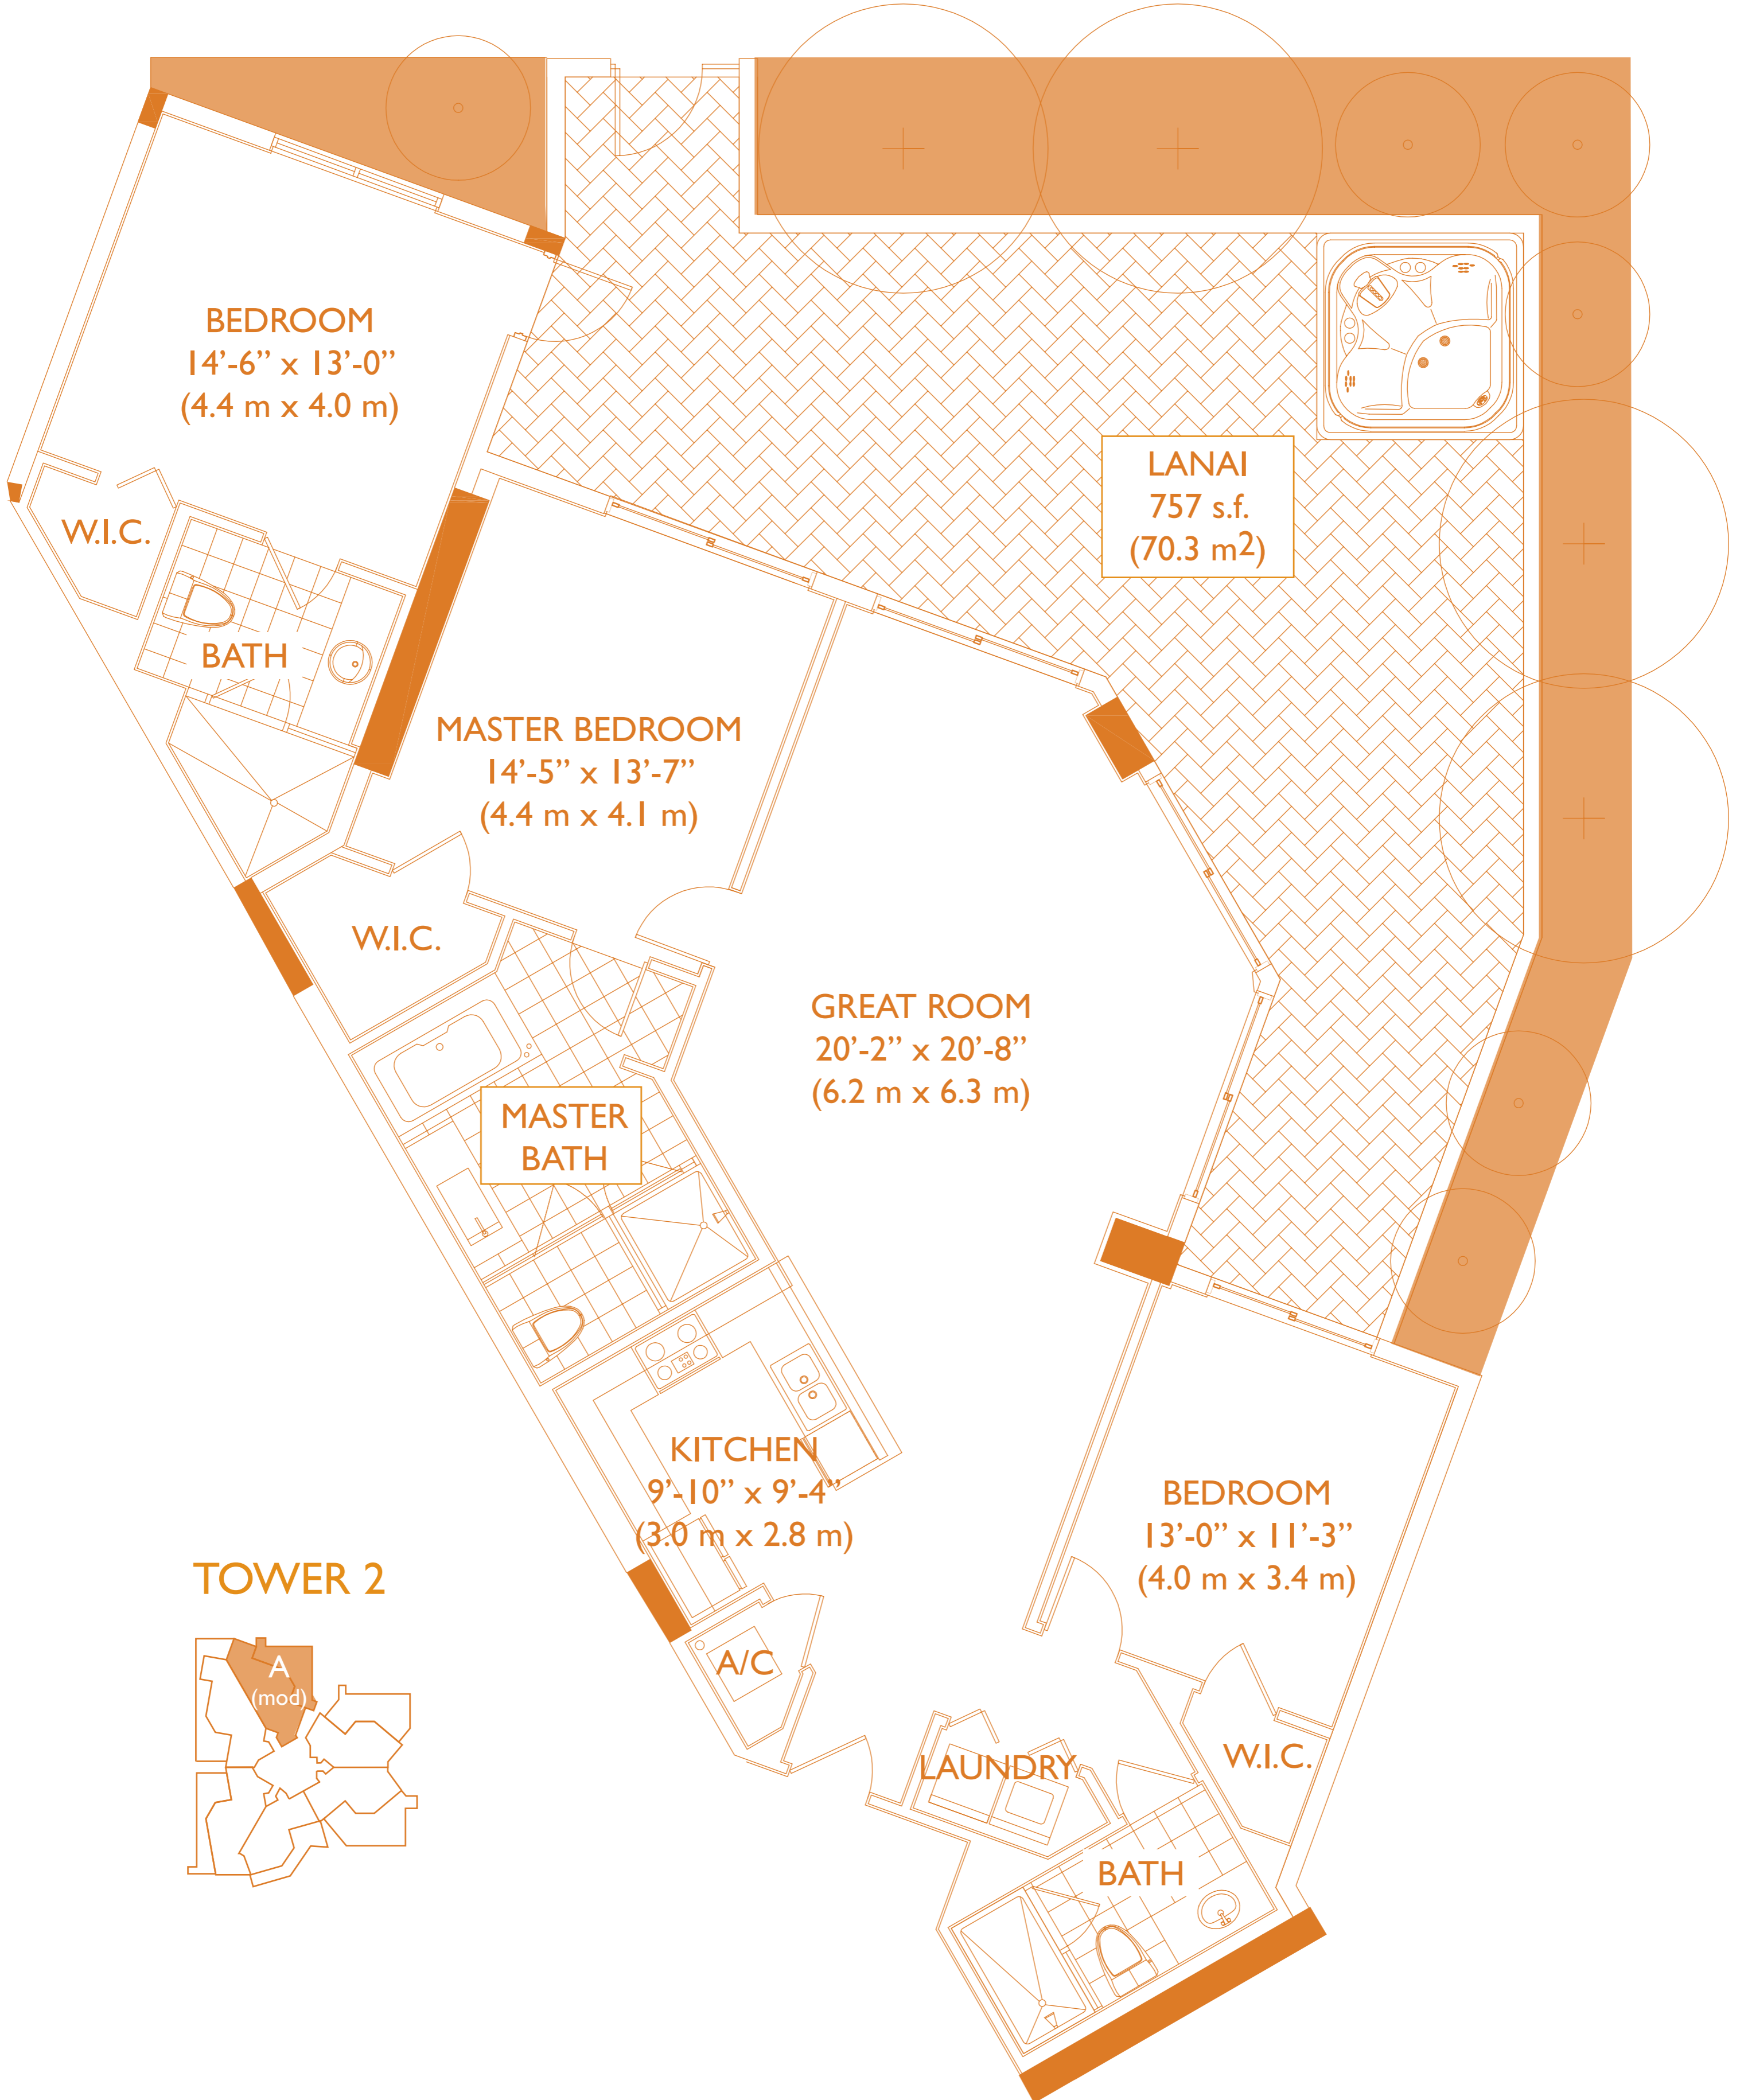 BEDROOM
14’-6” x 13’-0”
(4.4 m x 4.0 m)
LANAI
757 s.f.
(70.3 m2)
W.I.C.
BATH
MASTER BEDROOM
14’-5” x 13’-7”
(4.4 m x 4.1 m)
W.I.C.
GREAT ROOM
20’-2” x 20’-8”
(6.2 m x 6.3 m)
MASTER
BATH
KITCHEN
9’-10” x 9’-4”
(3.0 m x 2.8 m)
BEDROOM
13’-0” x 11’-3”
(4.0 m x 3.4 m)
TOWER 2
A
(mod)
A/C
LAUNDRY
W.I.C.
BATH